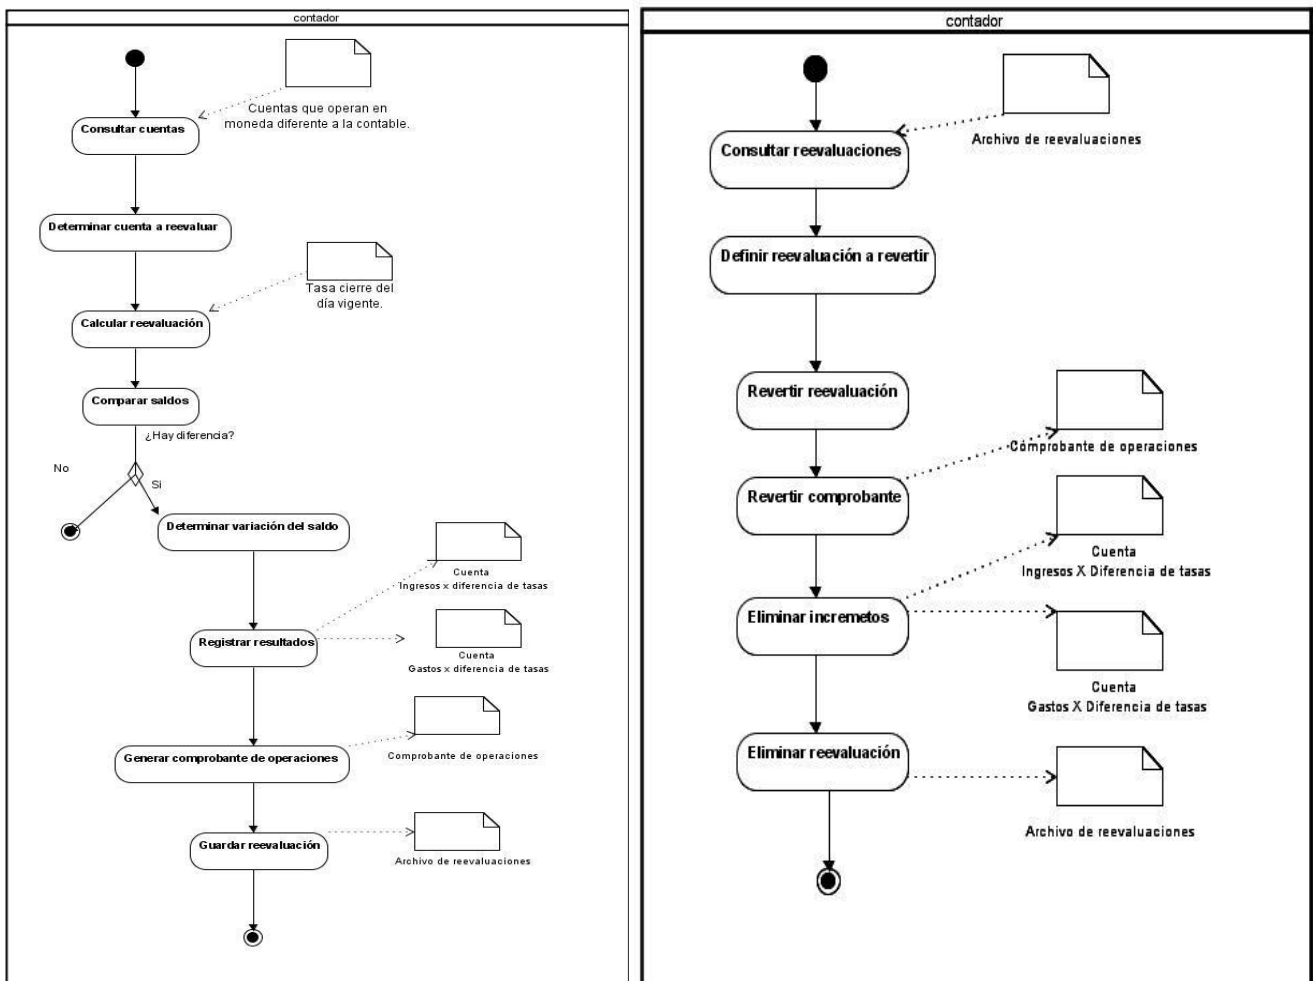 contador
Cuentas que operan en
moneda diferente a la contable.
Consultar cuentas
Determinar cuenta a reevaluar
Tasa cierre del
día vigente.
Calcular reevaluación
Comparar saldos
¿Hay diferencia?
No
Si
Determinar variación del saldo
Cuenta
Ingresos x diferencia de tasas
Registrar resultados
Cuenta
Gastos x diferencia de tasas
Generar comprobante de operaciones
Comprobante de operaciones
Guardar reevaluación
Archivo de reevaluaciones
contador
Archivo de reevaluaciones
Consultar reevaluaciones
Definir reevaluación a revertir
Revertir reevaluación
Comprobante de operaciones
Revertir comprobante
Cuenta
Ingresos X Diferencia de tasas
Eliminar incremetos
Cuenta
Gastos X Diferencia de tasas
Eliminar reevaluación
Archivo de reevaluaciones